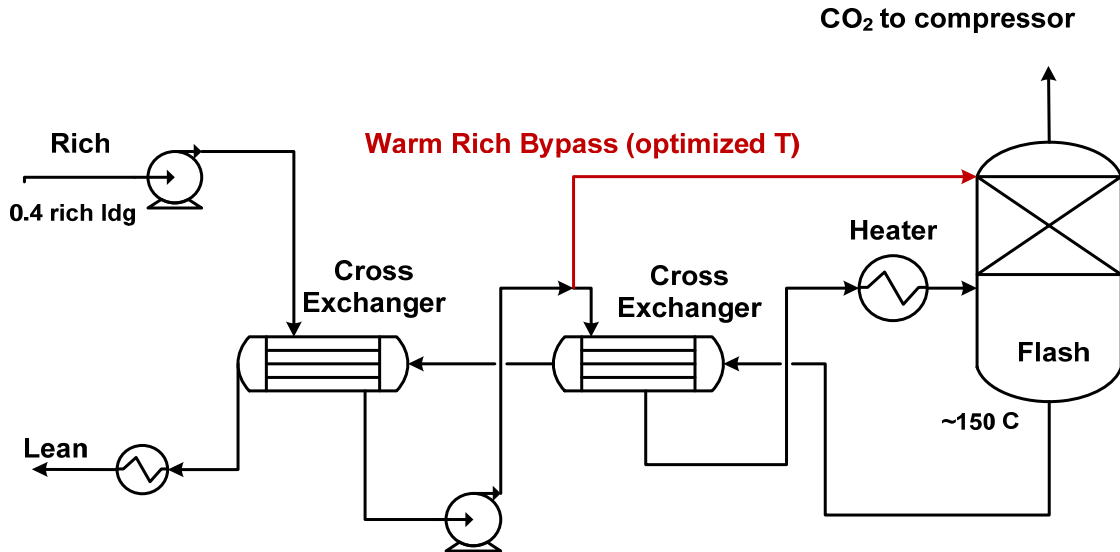 CO₂ to compressor
Rich
Warm Rich Bypass (optimized T)
0.4 rich ldg
Heater
Cross
Exchanger
Cross
Exchanger
Flash
~150 C
Lean